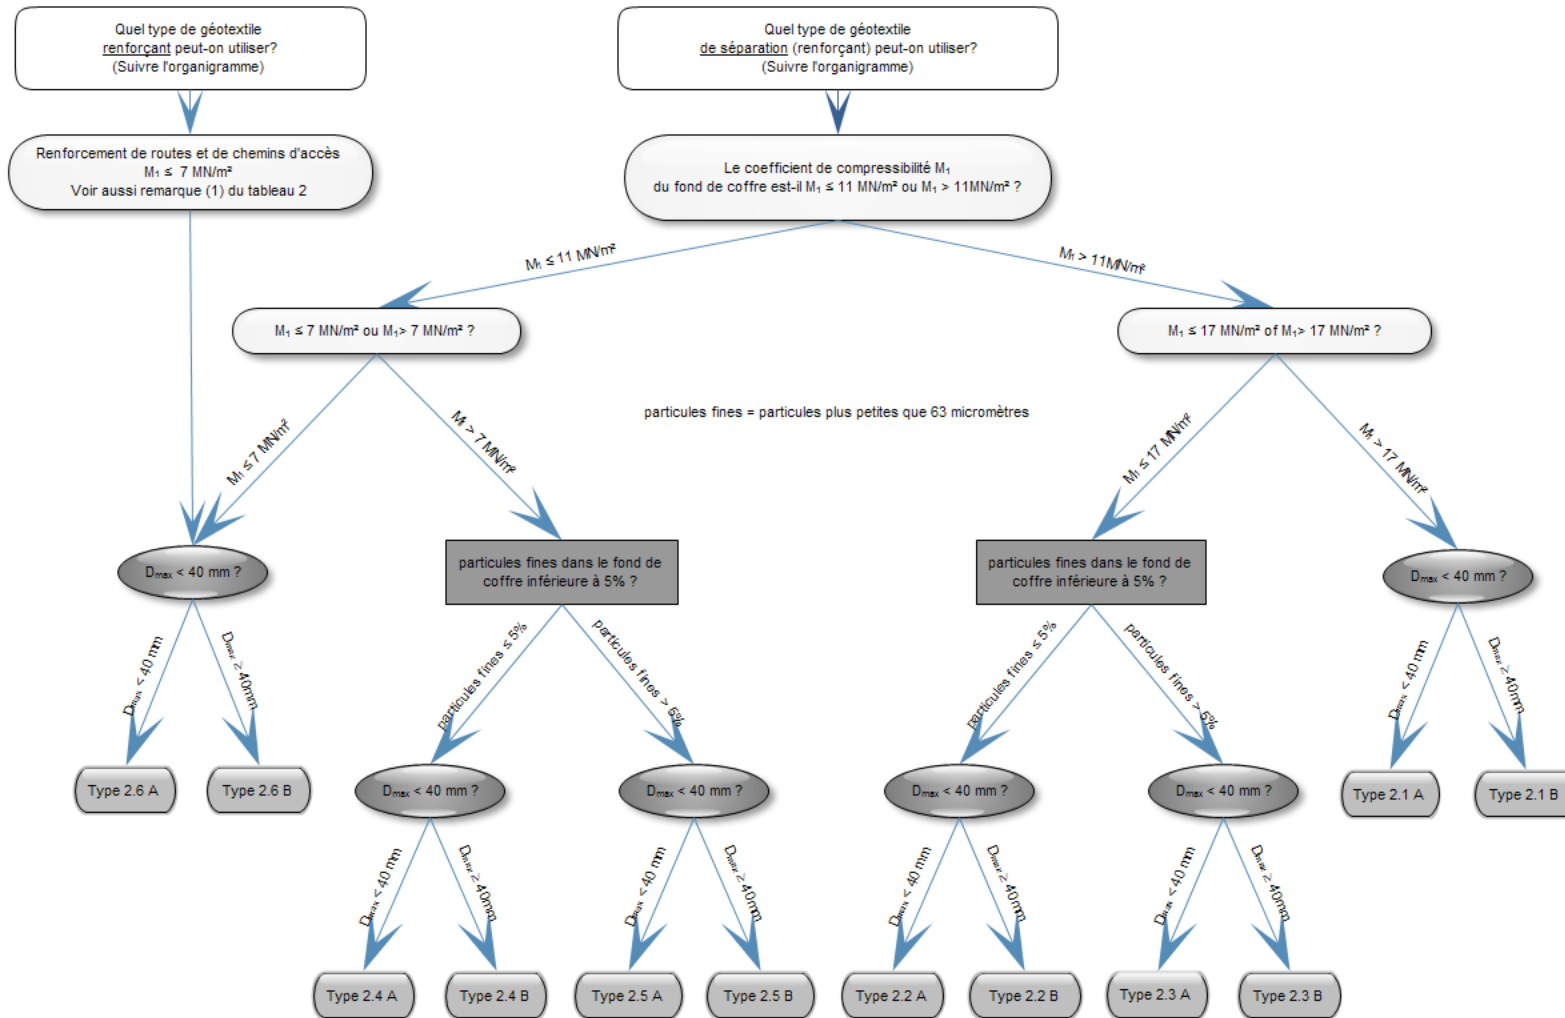 Quel type de géotextile
renforçant peut-on utiliser?
(Suivre l'organigramme)
Quel type de géotextile
de séparation (renforçant) peut-on utiliser?
(Suivre l'organigramme)
Renforcement de routes et de chemins d'accès
M₁ ≤ 7 MN/m²
Voir aussi remarque (1) du tableau 2
Le coefficient de compressibilité M₁
du fond de coffre est-il M₁ ≤ 11 MN/m² ou M₁ > 11MN/m² ?
M₁ ≤ 11 MN/m²
M₁ > 11MN/m²
M₁ ≤ 7 MN/m² ou M₁> 7 MN/m² ?
M₁ ≤ 17 MN/m² of M₁> 17 MN/m² ?
particules fines = particules plus petites que 63 micromètres
M₁ ≤ 7 MN/m²
M₁ > 7 MN/m²
M₁ ≤ 17 MN/m²
M₁ > 17 MN/m²
Dmax < 40 mm ?
particules fines dans le fond de
coffre inférieure à 5% ?
particules fines dans le fond de
coffre inférieure à 5% ?
Dmax < 40 mm ?
Dmax < 40 mm
Dmax ≥ 40mm
particules fines ≤ 5%
particules fines > 5%
particules fines ≤ 5%
particules fines > 5%
Dmax < 40 mm
Dmax ≥ 40mm
Type 2.6 A
Type 2.6 B
Dmax < 40 mm ?
Dmax < 40 mm ?
Dmax < 40 mm ?
Dmax < 40 mm ?
Type 2.1 A
Type 2.1 B
Dmax < 40 mm
Dmax ≥ 40mm
Dmax < 40 mm
Dmax ≥ 40mm
Dmax < 40 mm
Dmax ≥ 40mm
Dmax < 40 mm
Dmax ≥ 40mm
Type 2.4 A
Type 2.4 B
Type 2.5 A
Type 2.5 B
Type 2.2 A
Type 2.2 B
Type 2.3 A
Type 2.3 B